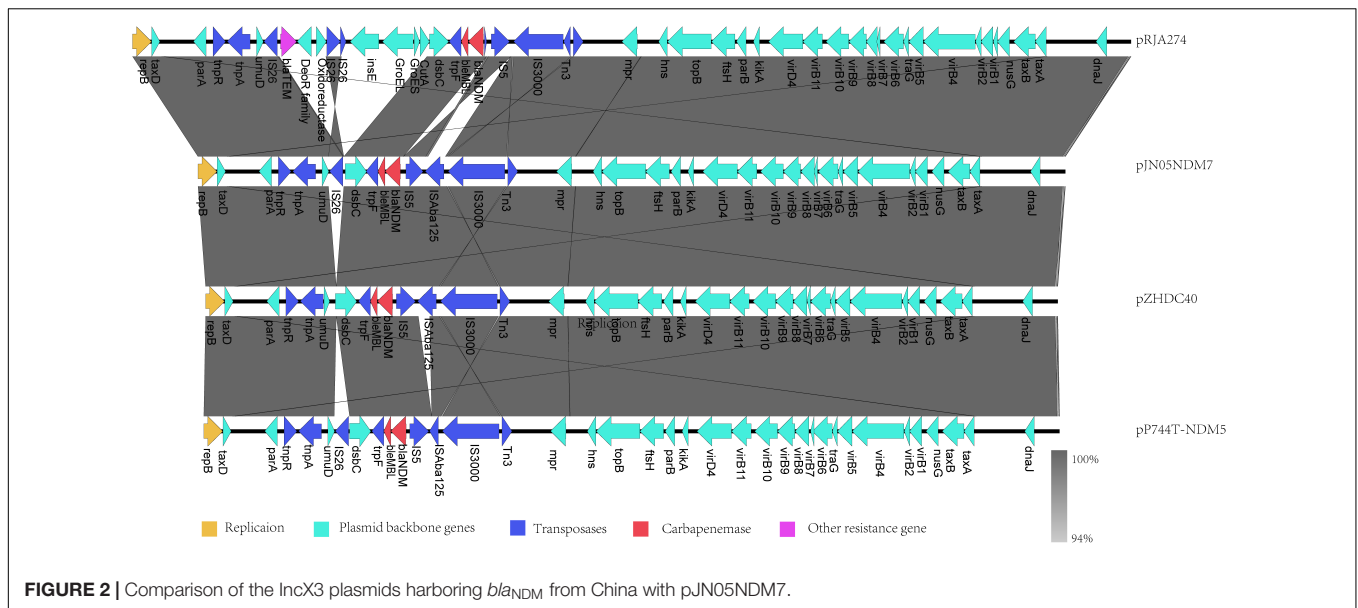 pRJA274
repB taxD parA tnpR tnpA umuD IS26 blaTEM DeoR family Oxidoreductase IS26 IS26 insE GroEL GroES CutA dsbC trpF bleMBL blaNDM IS5 IS3000 Tn3 mpr hns topB ftsH parB kikA virD4 virB11 virB10 virB9 virB8 virB7 virB6 traG virB5 virB4 virB2 virB1 nusG taxB taxA dnaJ
pJN05NDM7
repB taxD parA tnpR tnpA umuD IS26 dsbC trpF bleMBL blaNDM IS5 ISAba125 IS3000 Tn3 mpr hns topB ftsH parB kikA virD4 virB11 virB10 virB9 virB8 virB7 virB6 traG virB5 virB4 virB2 virB1 nusG taxB taxA dnaJ
pZHDC40
repB taxD parA tnpR tnpA umuD dsbC trpF bleMBL blaNDM IS5 ISAba125 IS3000 Tn3 mpr Replicaion hns topB ftsH parB kikA virD4 virB11 virB10 virB9 virB8 virB7 virB6 traG virB5 virB4 virB2 virB1 nusG taxB taxA dnaJ
pP744T-NDM5
repB taxD parA tnpR tnpA umuD IS26 dsbC trpF bleMBL blaNDM IS5 ISAba125 IS3000 Tn3 mpr hns topB ftsH parB kikA virD4 virB11 virB10 virB9 virB8 virB7 virB6 traG virB5 virB4 virB2 virB1 nusG taxB taxA dnaJ
100%
94%
Replicaion Plasmid backbone genes Transposases Carbapenemase Other resistance gene
FIGURE 2 | Comparison of the IncX3 plasmids harboring blaNDM from China with pJN05NDM7.